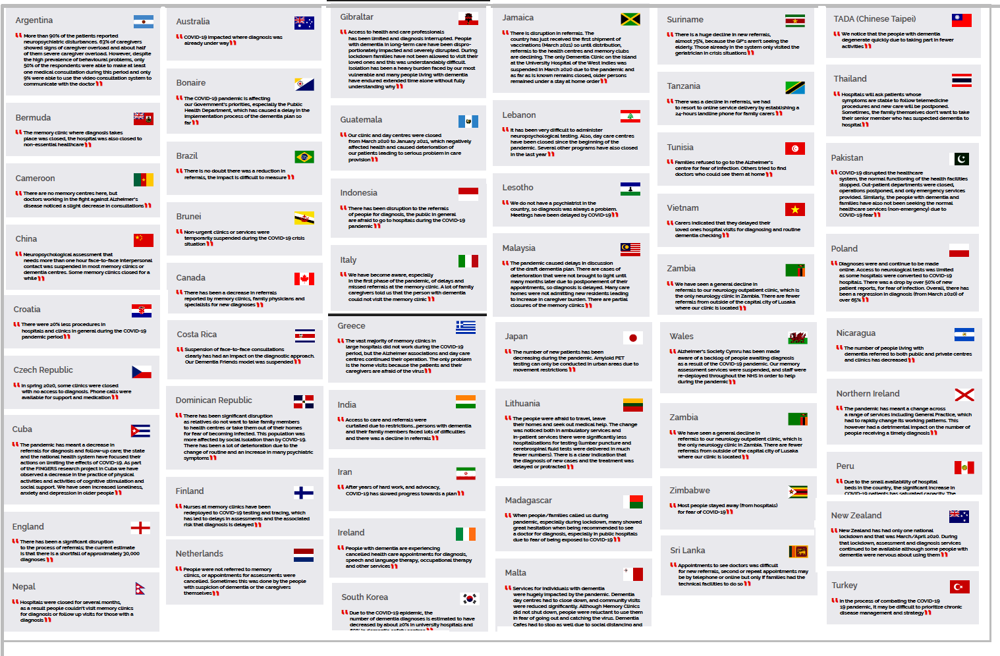 Argentina
More than 90% of the patients reported
neuropsychiatric disturbances. 63% of caregivers
showed signs of caregiver overload and about half
of them severe caregiver overload. However, despite
the high prevalence of behavioural problems, only
50% of the respondents were able to make at least
one medical consultation during this period and only
9% were able to use the video consultation system to
communicate with the doctor
Bermuda
The memory clinic where diagnosis takes
place was closed, the hospital was also closed to
non-essential healthcare
Cameroon
There are no memory centres here, but
doctors working in the fight against Alzheimer's
disease noticed a slight decrease in consultations
China
Neuropsychological assessment that
needs more than one hour face-to-face interpersonal
contact was suspended in most memory clinics or
dementia centres. Some memory clinics closed for a
while
Croatia
There were 20% less procedures in
hospitals and clinics in general during the COVID-19
pandemic period
Czech Republic
In spring 2020, some clinics were closed
with no access to diagnosis. Phone calls were
available for support and medication
Cuba
The pandemic has meant a decrease in
referrals for diagnosis and follow-up care; the state
and the national health system have focused their
actions on limiting the effects of COVID-19. As part
of the FINGERS research project in Cuba we have
observed a decrease in the practice of physical
activities and activities of cognitive stimulation and
social support. We have seen increased loneliness,
anxiety and depression in older people
England
There has been a significant disruption
to the process of referrals; the current estimate
is that there is a shortfall of approximately 30,000
diagnoses
Nepal
Hospitals were closed for several months,
as a result people couldn't visit memory clinics
for diagnosis or follow up visits for those with a
diagnosis
Australia
COVID-19 impacted where diagnosis was
already under way
Bonaire
The COVID-19 pandemic is affecting
our Government's priorities, especially the Public
Health Department, which has caused a delay in the
implementation process of the dementia plan so
far
Brazil
There is no doubt there was a reduction in
referrals, the impact is difficult to measure
Brunei
Non-urgent clinics or services were
temporarily suspended during the COVID-19 crisis
situation
Canada
There has been a decrease in referrals
reported by memory clinics, family physicians and
specialists for new diagnoses
Costa Rica
Suspension of face-to-face consultations
clearly has had an impact on the diagnostic approach.
Our Dementia Friends model was suspended
Dominican Republic
There has been significant disruption
as relatives do not want to take family members
to health centres or take them out of their homes
for fear of becoming infected. This population was
more affected by social isolation than by COVID-19.
There has been a lot of deterioration due to the
change of routine and an increase in many psychiatric
symptoms
Finland
Nurses at memory clinics have been
redeployed to COVID-19 testing and tracing, which
has led to delays in assessments and the associated
risk that diagnosis is delayed
Netherlands
People were not referred to memory
clinics, or appointments for assessments were
cancelled. Sometimes this was done by the people
with suspicion of dementia or the caregivers
themselves
Gibraltar
Access to health and care professionals
has been limited and diagnosis interrupted. People
with dementia in long-term care have been dispro-
portionately impacted and severely disrupted. During
lockdown families have not been allowed to visit their
loved ones and this was understandably difficult.
Isolation has been a heavy burden faced by our most
vulnerable and many people living with dementia
have endured extended time alone without fully
understanding why
Guatemala
Our clinic and day centres were closed
from March 2020 to January 2021, which negatively
affected health and caused deterioration of
our patients leading to serious problem in care
provision
Indonesia
There has been disruption to the referrals
of people for diagnosis, the public in general
are afraid to go to hospitals during the COVID-19
pandemic
Italy
We have become aware, especially
in the first phase of the pandemic, of delays and
missed referrals at the memory clinic. A lot of family
caregivers told us that the person with dementia
could not visit the memory clinic
Greece
The vast majority of memory clinics in
large hospitals did not work during the COVID-19
period, but the Alzheimer associations and day care
centres continued their operation. The only problem
is the home visits because the patients and their
caregivers are afraid of the virus
India
Access to care and referrals were
curtailed due to restrictions...persons with dementia
and their family members faced lots of difficulties
and there was a decline in referrals
Iran
After years of hard work, and advocacy,
COVID-19 has slowed progress towards a plan
Ireland
People with dementia are experiencing
cancelled health care appointments for diagnosis,
speech and language therapy, occupational therapy
and other services
South Korea
Due to the COVID-19 epidemic, the
number of dementia diagnoses is estimated to have
decreased by about 20% in university hospitals and
Jamaica
There is disruption in referrals. The
country has just received the first shipment of
vaccinations (March 2021) so until distribution,
referrals to the health centres and memory clubs
are declining. The only Dementia Clinic on the island
at the University Hospital of the West Indies was
suspended in March 2020 due to the pandemic and
as far as is known remains closed, older persons
remained under a stay at home order
Lebanon
It has been very difficult to administer
neuropsychological testing. Also, day care centres
have been closed since the beginning of the
pandemic. Several other programs have also closed
in the last year
Lesotho
We do not have a psychiatrist in the
country, so diagnosis was always a problem.
Meetings have been delayed by COVID-19
Malaysia
The pandemic caused delays in discussion
of the draft dementia plan. There are cases of
deterioration that were not brought to light until
many months later due to postponement of their
appointments, so diagnosis is delayed. Many care
homes were not admitting new residents leading
to increase in caregiver burden. There are partial
closures of the memory clinics
Japan
The number of new patients has been
decreasing during the pandemic. Amyloid PET
testing can only be conducted in urban areas due to
movement restrictions
Lithuania
The people were afraid to travel, leave
their homes and seek out medical help. The change
was noticed both in ambulatory services and
in-patient services there were significantly less
hospitalisations for testing (lumbar puncture and
cerebrospinal fluid tests were delivered in much
fewer numbers). There is a clear indication that
the diagnosis of new cases and the treatment was
delayed or protracted
Madagascar
When people/families called us during
pandemic, especially during lockdown, many showed
great hesitation when being recommended to see
a doctor for diagnosis, especially in public hospitals
due to fear of being exposed to COVID-19
Malta
Services for individuals with dementia
were hugely impacted by the pandemic. Dementia
day centres had to close down, and community visits
were reduced significantly. Although Memory Clinics
did not shut down, people were reluctant to use them
in fear of going out and catching the virus. Dementia
Cafes had to stop as well due to social distancing and
Suriname
There is a huge decline in new referrals,
almost 75%, because the GP's aren't seeing the
elderly. Those already in the system only visited the
geriatrician in crisis situations
Tanzania
There was a decline in referrals, we had
to resort to online service delivery by establishing a
24-hours landline phone for family carers
Tunisia
Families refused to go to the Alzheimer's
centre for fear of infection. Others tried to find
doctors who could see them at home
Vietnam
Carers indicated that they delayed their
loved ones hospital visits for diagnosing and routine
dementia checking
Zambia
We have seen a general decline in
referrals to our neurology outpatient clinic, which is
the only neurology clinic in Zambia. There are fewer
referrals from outside of the capital city of Lusaka
where our clinic is located
Wales
Alzheimer's Society Cymru has been made
aware of a backlog of people awaiting diagnosis
as a result of the COVID-19 pandemic. Our memory
assessment services were suspended, and staff were
re-deployed throughout the NHS in order to help
during the pandemic
Zambia
We have seen a general decline in
referrals to our neurology outpatient clinic, which is
the only neurology clinic in Zambia. There are fewer
referrals from outside of the capital city of Lusaka
where our clinic is located
Zimbabwe
Most people stayed away (from hospitals)
for fear of COVID-19
Sri Lanka
Appointments to see doctors was difficult
for new referrals, second or repeat appointments may
be by telephone or online but only if families had the
technical facilities to do so
TADA (Chinese Taipei)
We notice that the people with dementia
degenerate quickly due to taking part in fewer
activities
Thailand
Hospitals will ask patients whose
symptoms are stable to follow telemedicine
procedures and new care will be postponed.
Sometimes, the family themselves don't want to take
their senior member who has suspected dementia to
hospital
Pakistan
COVID-19 disrupted the healthcare
system, the normal functioning of the health facilities
stopped. Out-patient departments were closed,
operations postponed, and only emergency services
provided. Similarly, the people with dementia and
families have also not been seeking the normal
healthcare services (non-emergency) due to
COVID-19 fear
Poland
Diagnoses were and continue to be made
online. Access to neurological tests was limited
as some hospitals were converted to COVID-19
hospitals. There was a drop by over 50% of new
patient reports, for fear of infection. Overall, there has
been a regression in diagnosis (from March 2020) of
over 65%
Nicaragua
The number of people living with
dementia referred to both public and private centres
and clinics has decreased
Northern Ireland
The pandemic has meant a change across
a range of services including General Practice, which
had to rapidly change its working patterns. This
however had a detrimental impact on the number of
people receiving a timely diagnosis
Peru
Due to the small availability of hospital
beds in the country, the significant increase in
COVID-19 patients has saturated capacity. The
New Zealand
New Zealand has had only one national
lockdown and that was March/April 2020. During
that lockdown, assessment and diagnosis services
continued to be available although some people with
dementia were nervous about using them
Turkey
In the process of combating the COVID-19
19 pandemic, it may be difficult to prioritize chronic
disease management and strategy